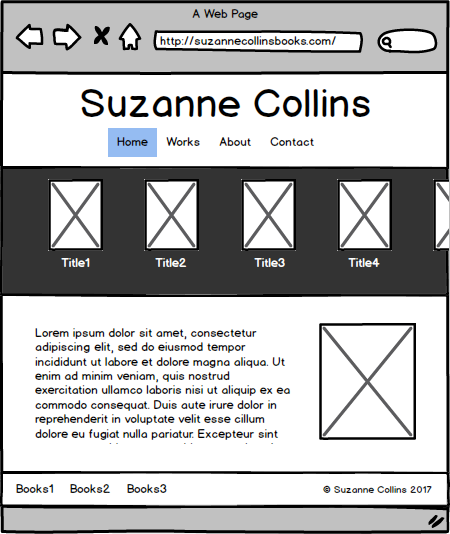 A Web Page
http://suzannecollinsbooks.com/
Suzanne Collins
Home Works About Contact
Title1 Title2 Title3 Title4
Lorem ipsum dolor sit amet, consectetur
adipiscing elit, sed do eiusmod tempor
incididunt ut labore et dolore magna aliqua. Ut
enim ad minim veniam, quis nostrud
exercitation ullamco laboris nisi ut aliquip ex ea
commodo consequat. Duis aute irure dolor in
reprehenderit in voluptate velit esse cillum
dolore eu fugiat nulla pariatur. Excepteur sint
Books1 Books2 Books3 © Suzanne Collins 2017